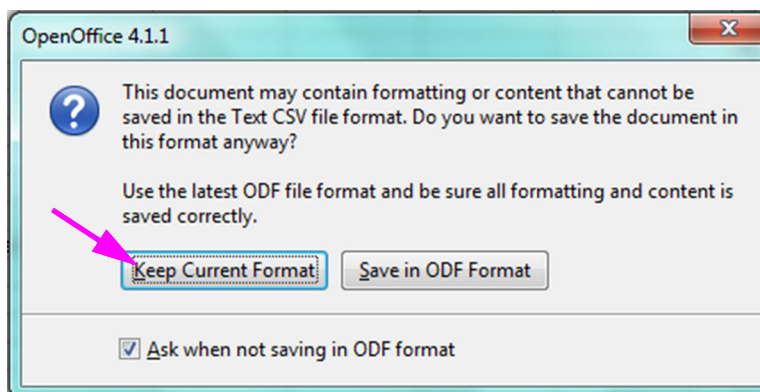 OpenOffice 4.1.1
This document may contain formatting or content that cannot be
saved in the Text CSV file format. Do you want to save the document in
this format anyway?
Use the latest ODF file format and be sure all formatting and content is
saved correctly.
Keep Current Format Save in ODF Format
Ask when not saving in ODF format